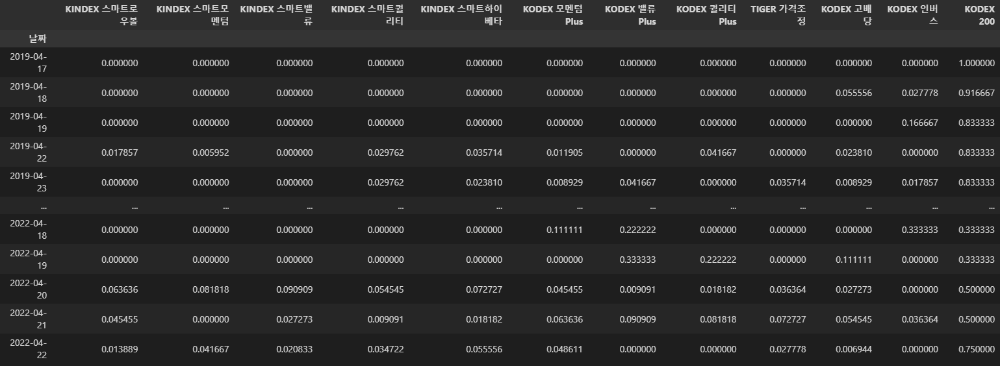 KINDEX 스마트로우볼 KINDEX 스마트모멘텀 KINDEX 스마트밸류 KINDEX 스마트퀄리티 KINDEX 스마트하이베타 KODEX 모멘텀 Plus KODEX 밸류 Plus KODEX 퀄리티 Plus TIGER 가격조정 KODEX 고배당 KODEX 인버스 KODEX 200
날짜
2019-04-17 0.000000 0.000000 0.000000 0.000000 0.000000 0.000000 0.000000 0.000000 0.000000 0.000000 0.000000 1.000000
2019-04-18 0.000000 0.000000 0.000000 0.000000 0.000000 0.000000 0.000000 0.000000 0.000000 0.055556 0.027778 0.916667
2019-04-19 0.000000 0.000000 0.000000 0.000000 0.000000 0.000000 0.000000 0.000000 0.000000 0.000000 0.166667 0.833333
2019-04-22 0.017857 0.005952 0.000000 0.029762 0.035714 0.011905 0.000000 0.041667 0.000000 0.023810 0.000000 0.833333
2019-04-23 0.000000 0.000000 0.000000 0.029762 0.023810 0.008929 0.041667 0.000000 0.035714 0.008929 0.017857 0.833333
... ... ... ... ... ... ... ... ... ... ... ... ...
2022-04-18 0.000000 0.000000 0.000000 0.000000 0.000000 0.111111 0.222222 0.000000 0.000000 0.000000 0.333333 0.333333
2022-04-19 0.000000 0.000000 0.000000 0.000000 0.000000 0.000000 0.333333 0.222222 0.000000 0.111111 0.000000 0.333333
2022-04-20 0.063636 0.081818 0.090909 0.054545 0.072727 0.045455 0.009091 0.018182 0.036364 0.027273 0.000000 0.500000
2022-04-21 0.045455 0.000000 0.027273 0.009091 0.018182 0.063636 0.090909 0.081818 0.072727 0.054545 0.036364 0.500000
2022-04-22 0.013889 0.041667 0.020833 0.034722 0.055556 0.048611 0.000000 0.000000 0.027778 0.006944 0.000000 0.750000